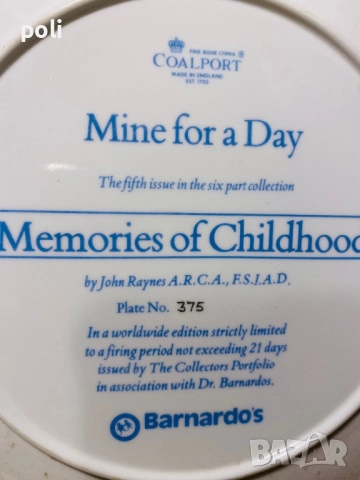 poli
FINE BONE CHINA ®
COALPORT
MADE IN ENGLAND
EST 1750
Mine for a Day
The fifth issue in the six part collection
Memories of Childhood
by John Raynes A.R.C.A., F.S.I.A.D.
Plate No. 375
In a worldwide edition strictly limited
to a firing period not exceeding 21 days
issued by The Collectors Portfolio
in association with Dr. Barnardos.
Barnardo's
BAZAR